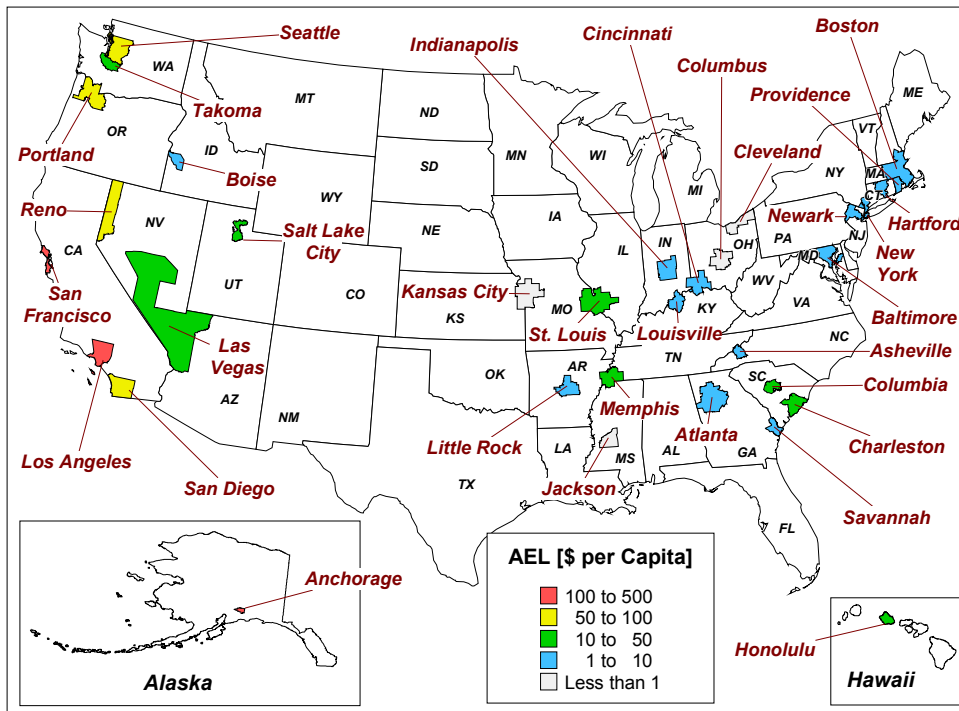 Seattle
WA
Takoma
Portland
OR
MT
ID
Boise
ND
SD
MN
WI
MI
Indianapolis
Cincinnati
Columbus
Boston
Providence
Cleveland
ME
VT
NY
MA
CT
Hartford
Newark
New
York
NJ
PA
OH
MD
Baltimore
Reno
NV
CA
San
Francisco
Salt Lake
City
UT
WY
NE
IA
IL
IN
CO
Kansas City
KS
MO
St. Louis
Louisville
KY
WV
VA
NC
Asheville
Las
Vegas
AZ
NM
OK
AR
TN
SC
Columbia
Memphis
Atlanta
Charleston
Los Angeles
San Diego
Little Rock
LA
MS
AL
GA
Jackson
Savannah
TX
FL
Anchorage
Alaska
AEL [$ per Capita]
100 to 500
50 to 100
10 to 50
1 to 10
Less than 1
Honolulu
Hawaii